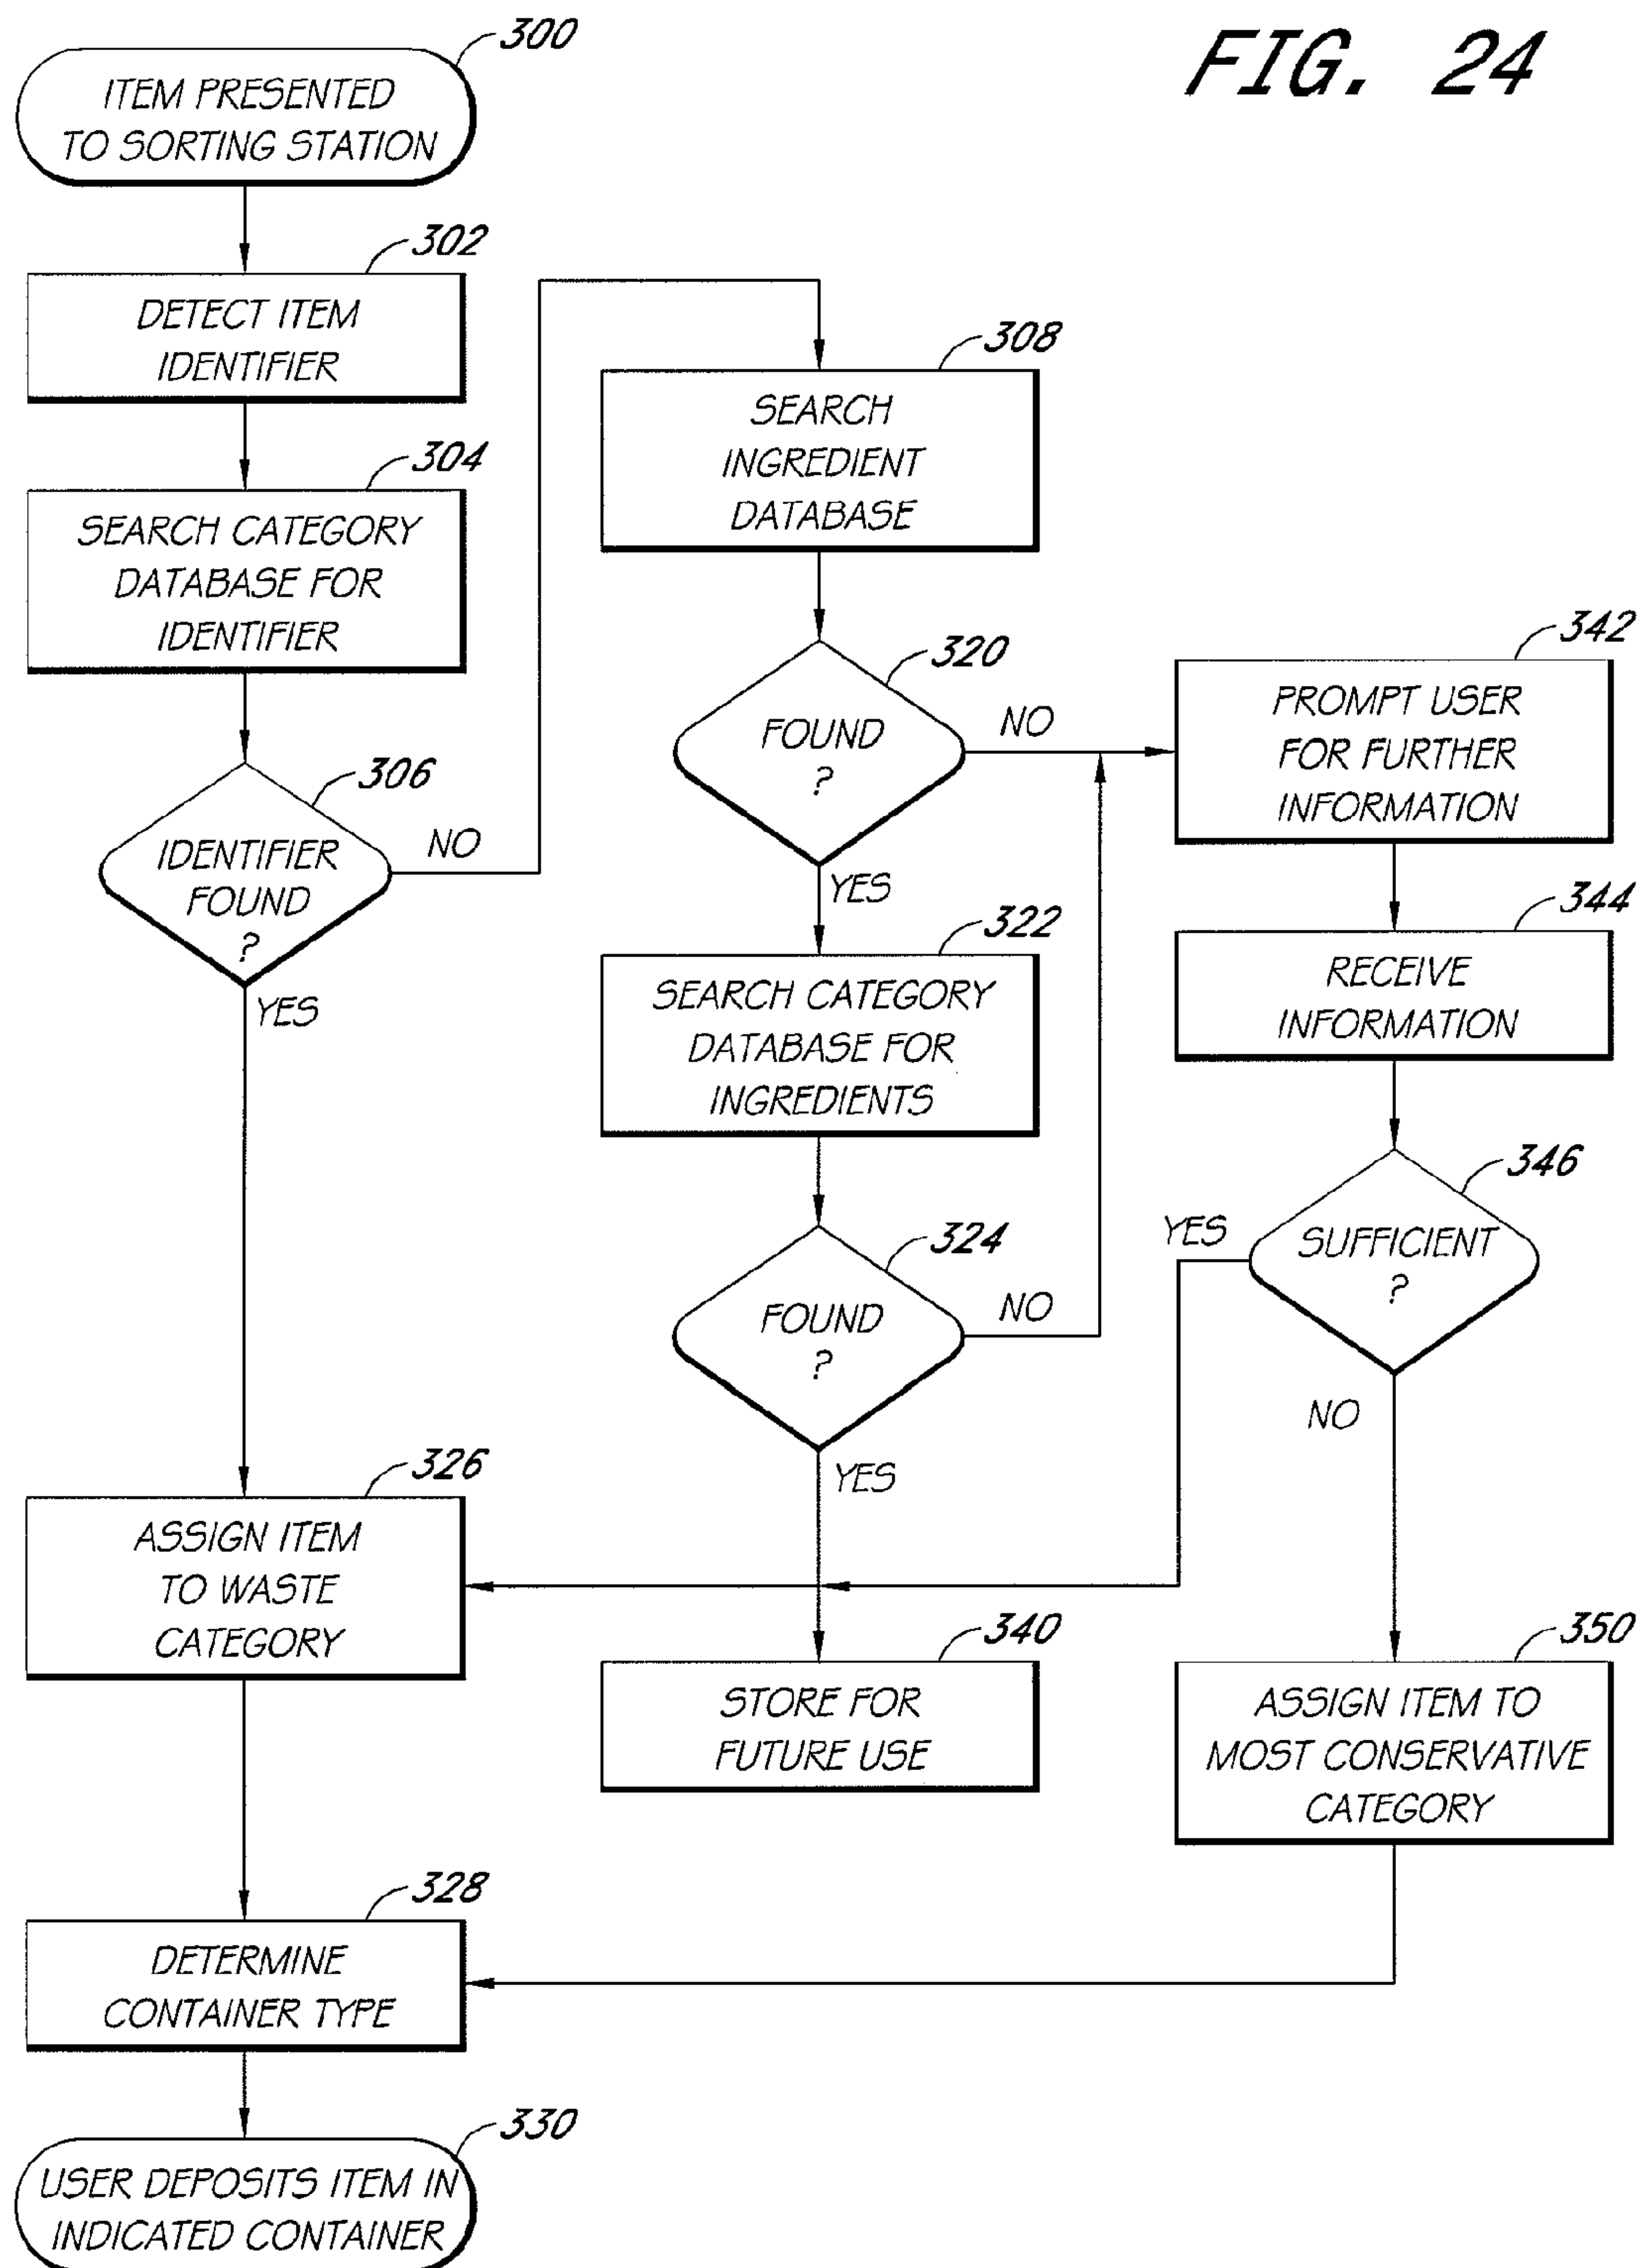 FIG. 24
300
ITEM PRESENTED
TO SORTING STATION
302
DETECT ITEM
IDENTIFIER
304
SEARCH CATEGORY
DATABASE FOR
IDENTIFIER
306
IDENTIFIER
FOUND
?
NO
YES
308
SEARCH
INGREDIENT
DATABASE
320
FOUND
?
NO
YES
322
SEARCH CATEGORY
DATABASE FOR
INGREDIENTS
324
FOUND
?
NO
YES
342
PROMPT USER
FOR FURTHER
INFORMATION
344
RECEIVE
INFORMATION
346
SUFFICIENT
?
YES
NO
326
ASSIGN ITEM
TO WASTE
CATEGORY
340
STORE FOR
FUTURE USE
350
ASSIGN ITEM TO
MOST CONSERVATIVE
CATEGORY
328
DETERMINE
CONTAINER TYPE
330
USER DEPOSITS ITEM IN
INDICATED CONTAINER